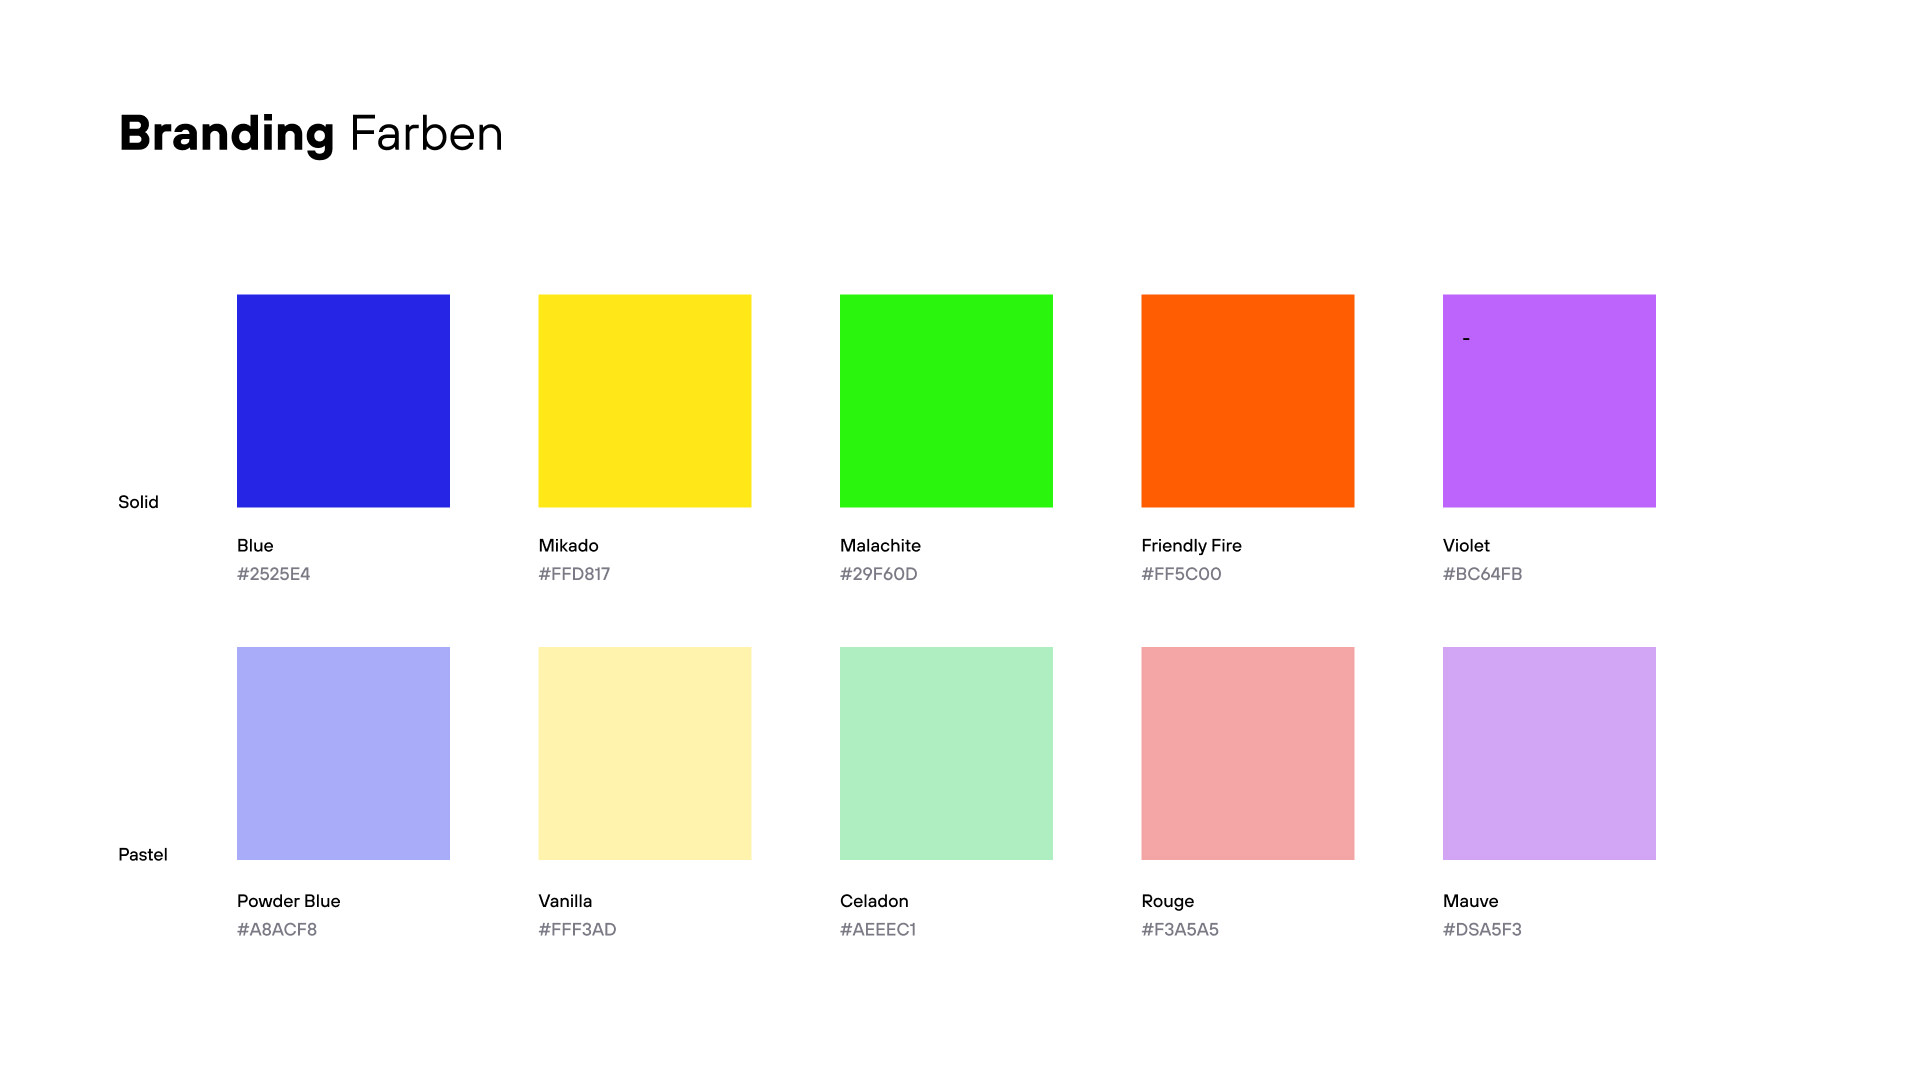 Branding Farben
-
Solid
Blue
Mikado
Malachite
Friendly Fire
Violet
#2525E4
#FFD817
#29F60D
#FF5C00
#BC64FB
Pastel
Powder Blue
Vanilla
Celadon
Rouge
Mauve
#A8ACF8
#FFF3AD
#AEEEC1
#F3A5A5
#DSA5F3